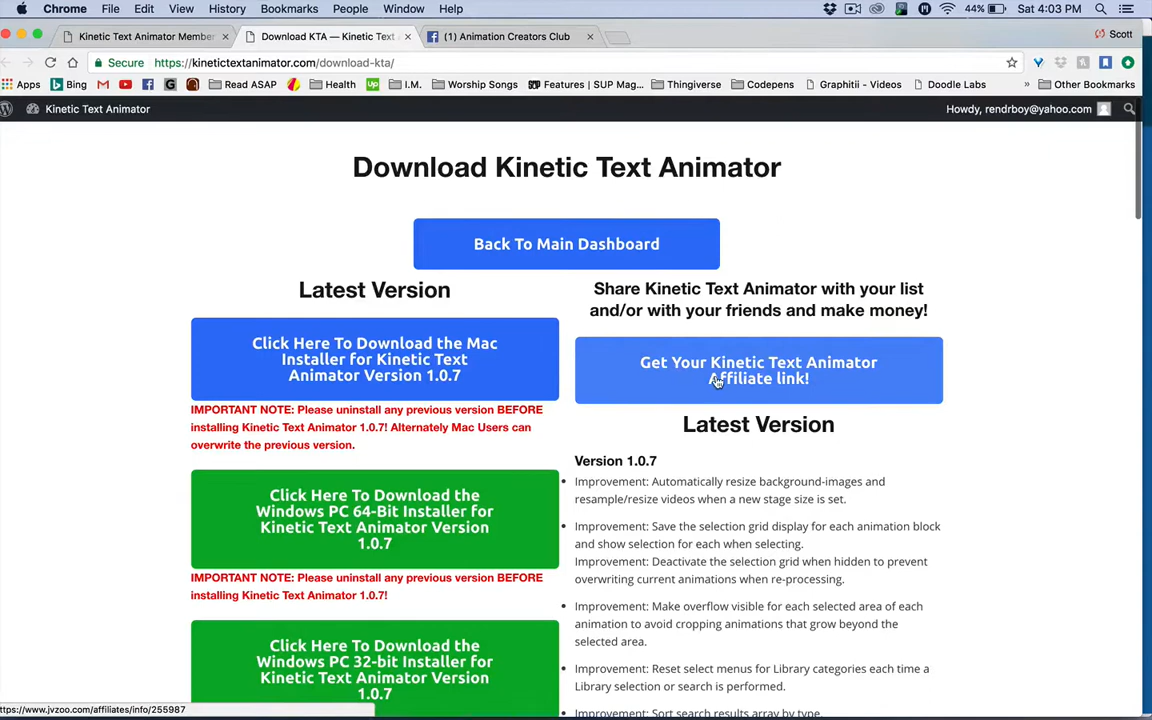 Chrome File Edit View History Bookmarks People Window Help 44% Sat 4:03 PM
Kinetic Text Animator Member × Download KTA — Kinetic Text × (1) Animation Creators Club × Scott
Secure https://kinetictextanimator.com/download-kta/
Apps Bing Read ASAP Health I.M. Worship Songs Features | SUP Mag... Thingiverse Codepens Graphitii - Videos Doodle Labs » Other Bookmarks
Kinetic Text Animator Howdy, rendrboy@yahoo.com
Download Kinetic Text Animator
Back To Main Dashboard
Latest Version
Click Here To Download the Mac
Installer for Kinetic Text
Animator Version 1.0.7
IMPORTANT NOTE: Please uninstall any previous version BEFORE
installing Kinetic Text Animator 1.0.7! Alternately Mac Users can
overwrite the previous version.
Click Here To Download the
Windows PC 64-Bit Installer for
Kinetic Text Animator Version
1.0.7
IMPORTANT NOTE: Please uninstall any previous version BEFORE
installing Kinetic Text Animator 1.0.7!
Click Here To Download the
Windows PC 32-bit Installer for
Kinetic Text Animator Version
1.0.7
Share Kinetic Text Animator with your list
and/or with your friends and make money!
Get Your Kinetic Text Animator
Affiliate link!
Latest Version
Version 1.0.7
• Improvement: Automatically resize background-images and
resample/resize videos when a new stage size is set.
• Improvement: Save the selection grid display for each animation block
and show selection for each when selecting.
Improvement: Deactivate the selection grid when hidden to prevent
overwriting current animations when re-processing.
• Improvement: Make overflow visible for each selected area of each
animation to avoid cropping animations that grow beyond the
selected area.
• Improvement: Reset select menus for Library categories each time a
Library selection or search is performed.
• Improvement: Sort search results array by type.
ttps://www.jvzoo.com/affiliates/info/255987